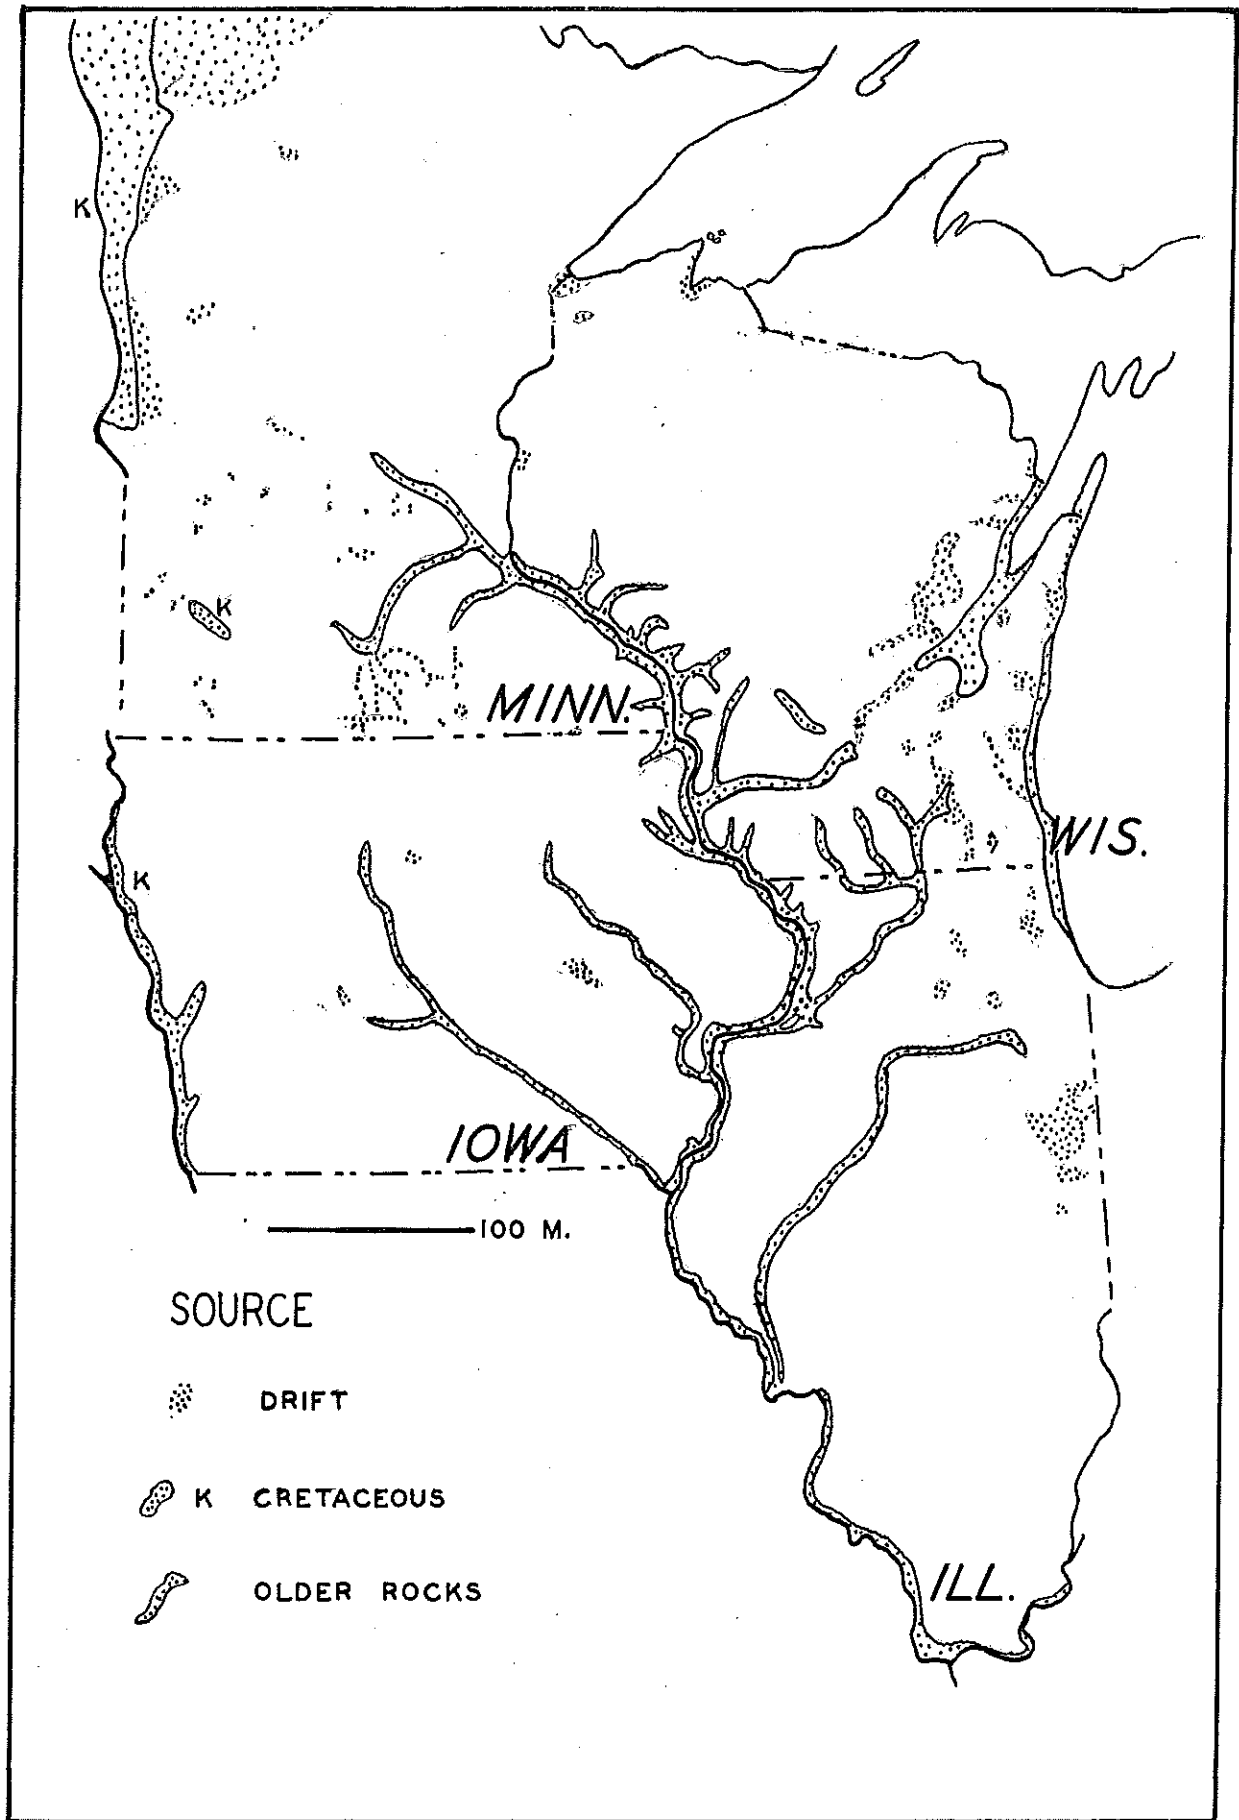 K
K
MINN.
WIS.
K
IOWA
100 M.
SOURCE
DRIFT
K CRETACEOUS
OLDER ROCKS
ILL.